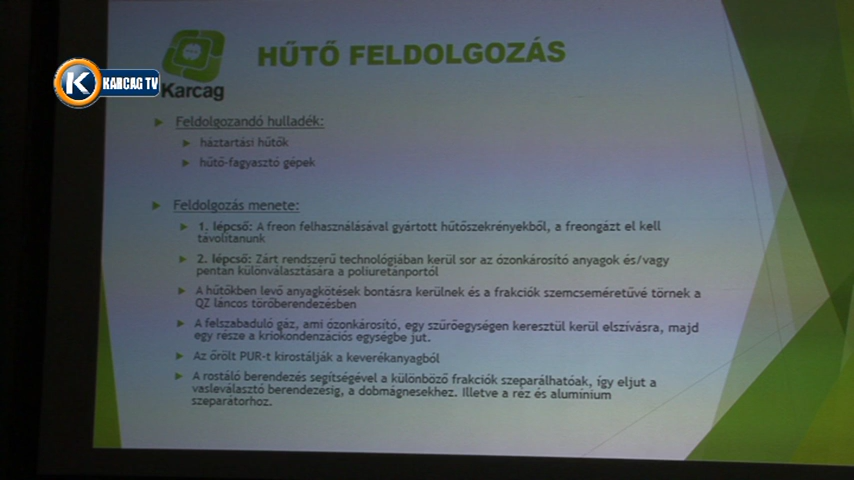 HŰTŐ FELDOLGOZÁS
K KARCAG TV
Karcag
Feldolgozandó hulladék:
háztartási hűtők
hűtő-fagyasztó gépek
Feldolgozás menete:
1. lépcső: A freon felhasználásával gyártott hűtőszekrényekből, a freongázt el kell
távolítanunk
2. lépcső: Zárt rendszerű technológiában kerül sor az ózonkárosító anyagok és/vagy
pentán különválasztására a poliuretánportól
A hűtőkben levő anyagkötések bontásra kerülnek és a frakciók szemcseméretűvé törnek a
QZ láncos törőberendezésben
A felszabaduló gáz, ami ózonkárosító, egy szűrőegységen keresztül kerül elszívásra, majd
egy része a kriokondenzációs egységbe jut.
Az őrölt PUR-t kirostálják a keverékanyagból
A rostáló berendezés segítségével a különböző frakciók szeparálhatóak, így eljut a
vasleválasztó berendezésig, a dobmágnesekhez. Illetve a réz és alumínium
szeparátorhoz.